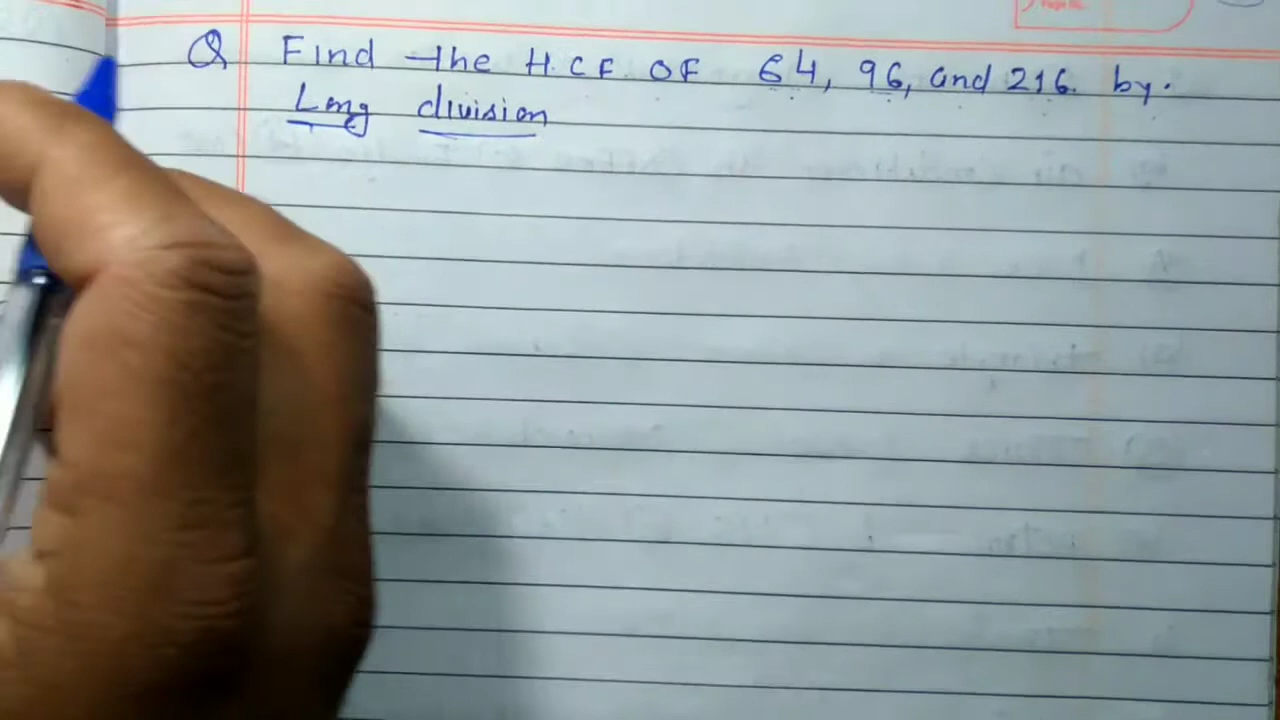 Q Find the H.C.F. OF 64, 96, and 216. by.
Long division